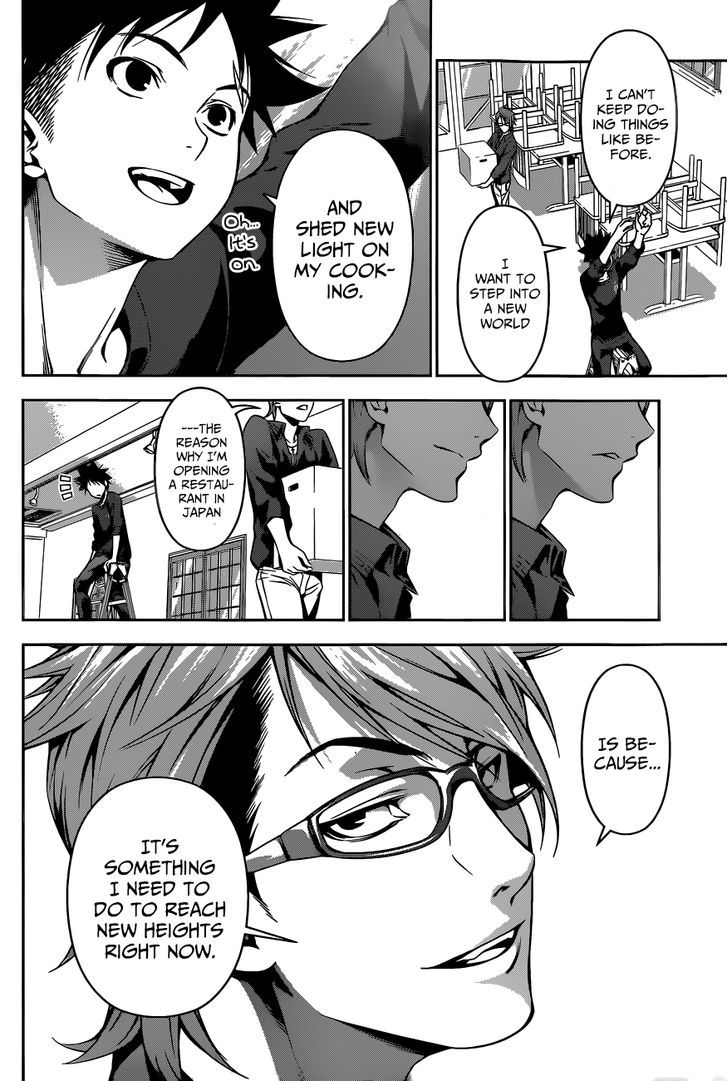 I CAN'T
KEEP DO-
ING THINGS
LIKE BE-
FORE.
I
WANT TO
STEP INTO
A NEW
WORLD
AND
SHED NEW
LIGHT ON
MY COOK-
ING.
Oh...
It's
on.
---THE
REASON
WHY I'M
OPENING
A RESTAU-
RANT IN
JAPAN
IS BE-
CAUSE...
IT'S
SOMETHING
I NEED TO
DO TO REACH
NEW HEIGHTS
RIGHT NOW.